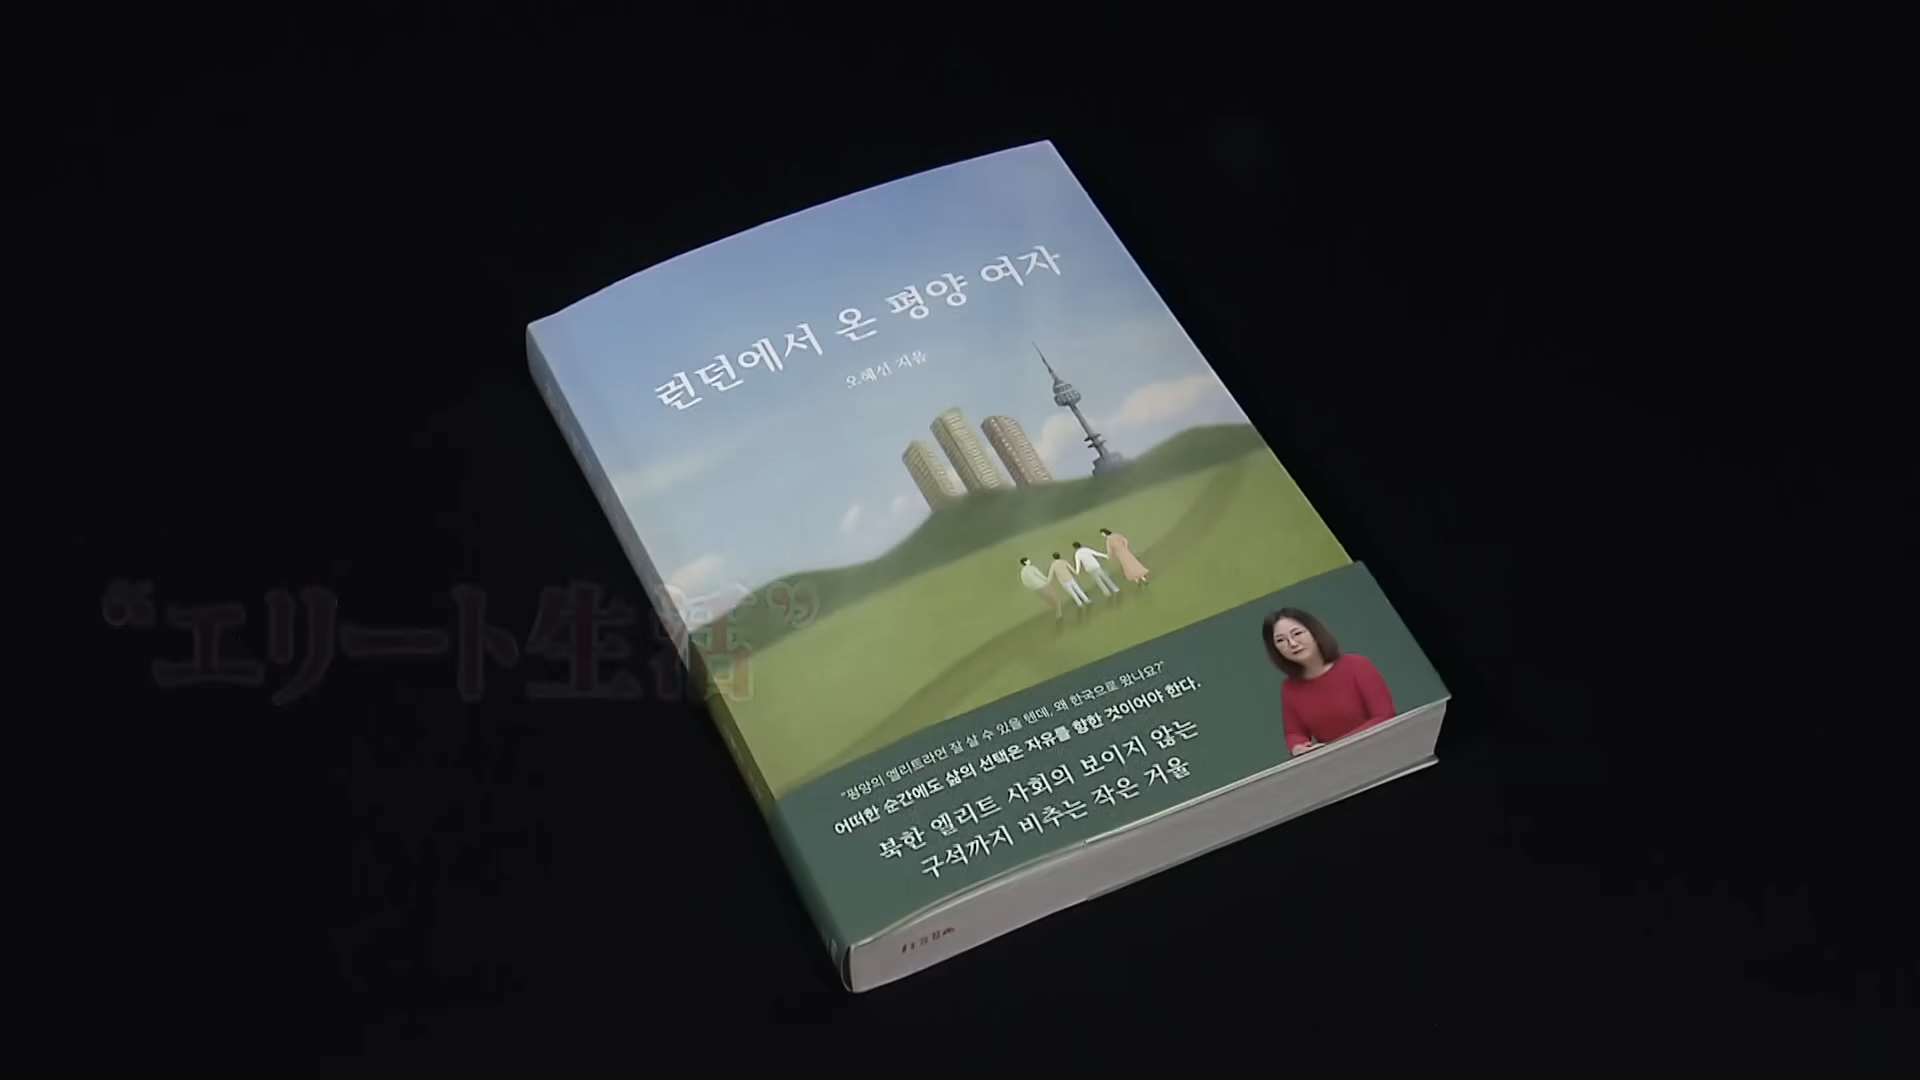 런던에서 온 평양 여자
오혜선 지음
“エリート生活”
“평양의 엘리트라면 잘 살 수 있을 텐데, 왜 한국으로 왔나요?”
어떠한 순간에도 삶의 선택은 자유를 향한 것이어야 한다.
북한 엘리트 사회의 보이지 않는
구석까지 비추는 작은 거울